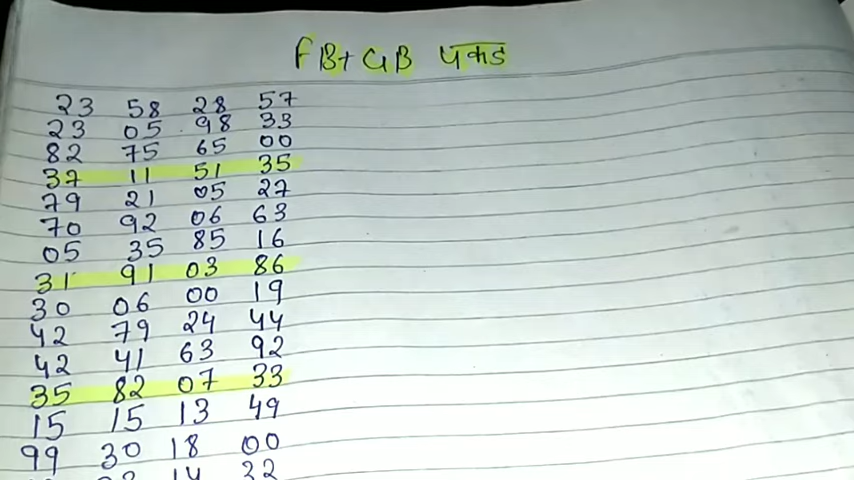 FB+GB पकड
23 58 28 57
23 05 98 33
82 75 65 00
37 11 51 35
79 21 05 27
70 92 06 63
05 35 85 16
31 91 03 86
30 06 00 19
42 79 24 44
42 41 63 92
35 82 07 33
15 15 13 49
99 30 18 00
14